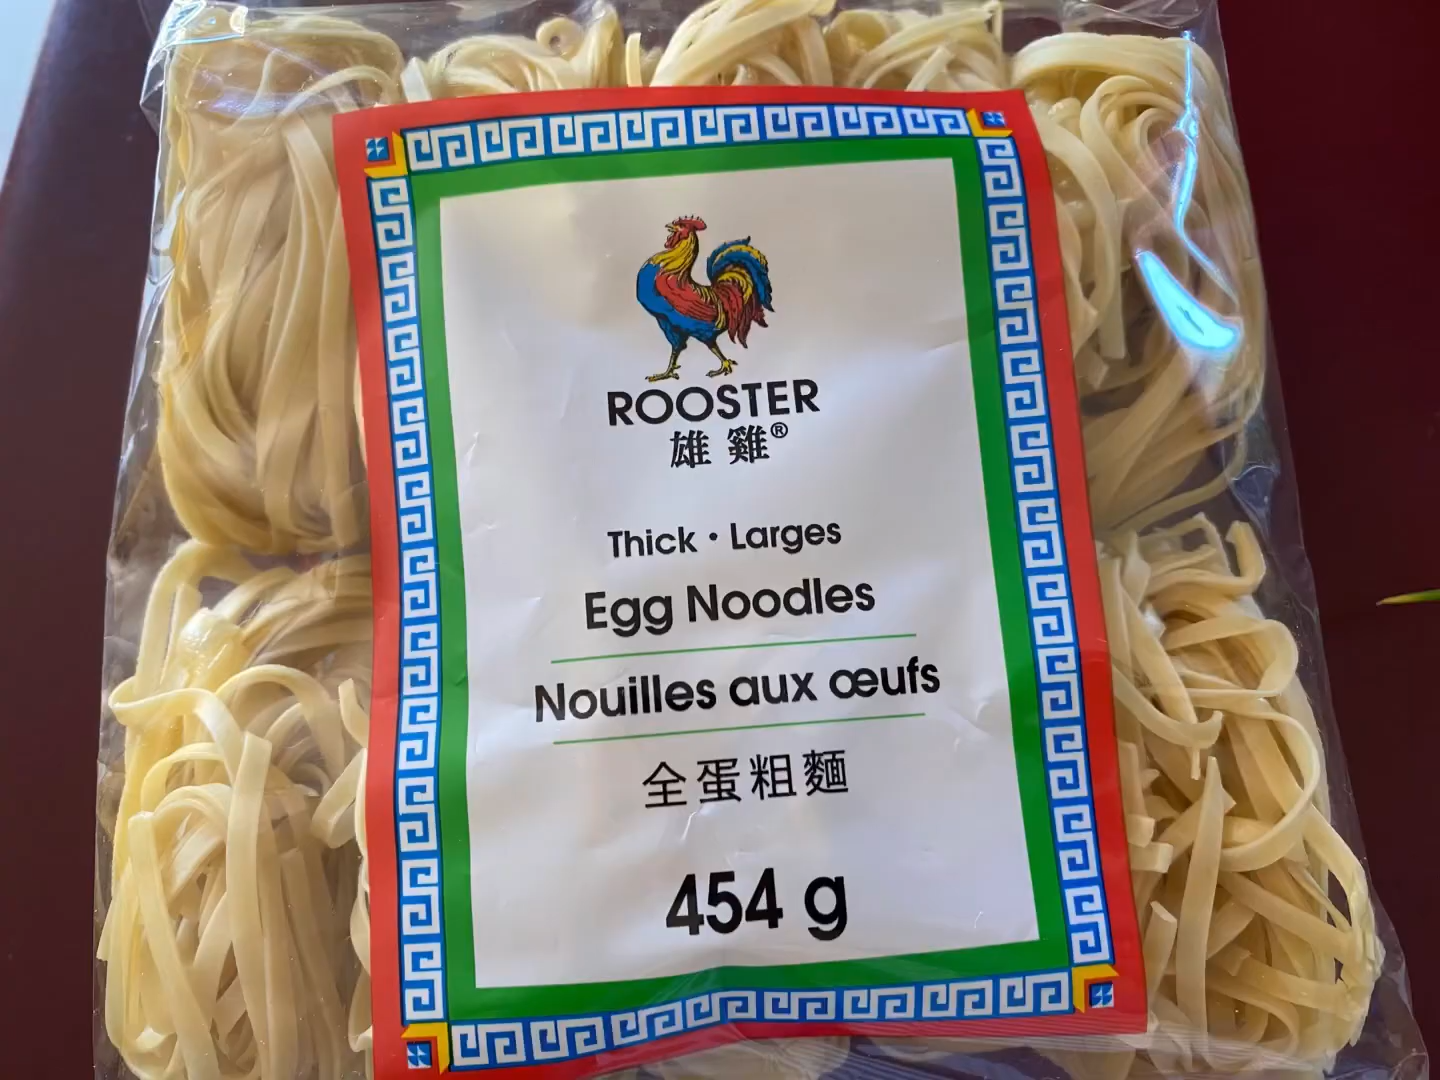 ROOSTER
雄雞®
Thick • Larges
Egg Noodles
Nouilles aux œufs
全蛋粗麵
454 g